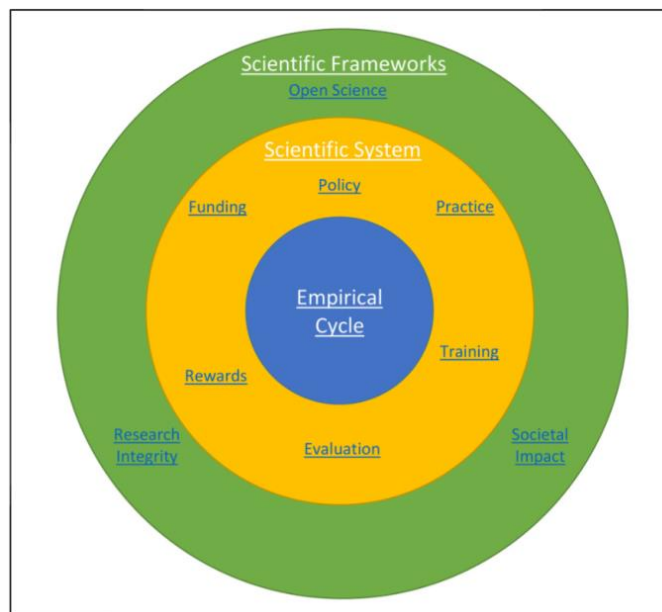 Scientific Frameworks
Open Science
Scientific System
Policy
Funding
Practice
Empirical
Cycle
Training
Rewards
Research
Integrity
Evaluation
Societal
Impact